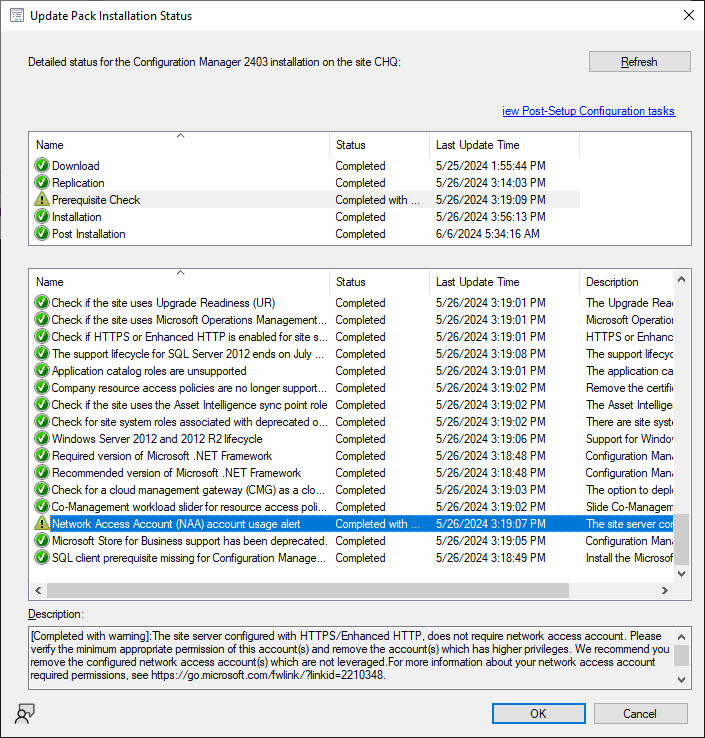 Update Pack Installation Status
Detailed status for the Configuration Manager 2403 installation on the site CHQ:
Refresh
iew Post-Setup Configuration tasks
Name Status Last Update Time
Download Completed 5/25/2024 1:55:44 PM
Replication Completed 5/26/2024 3:14:03 PM
Prerequisite Check Completed with ... 5/26/2024 3:19:09 PM
Installation Completed 5/26/2024 3:56:13 PM
Post Installation Completed 6/6/2024 5:34:16 AM
Name Status Last Update Time Description
Check if the site uses Upgrade Readiness (UR) Completed 5/26/2024 3:19:01 PM The Upgrade Read
Check if the site uses Microsoft Operations Management... Completed 5/26/2024 3:19:01 PM Microsoft Operation
Check if HTTPS or Enhanced HTTP is enabled for site s... Completed 5/26/2024 3:19:01 PM HTTPS or Enhanc
The support lifecycle for SQL Server 2012 ends on July ... Completed 5/26/2024 3:19:08 PM The support lifecyc
Application catalog roles are unsupported Completed 5/26/2024 3:19:02 PM The application ca
Company resource access policies are no longer support... Completed 5/26/2024 3:19:02 PM Remove the certifi
Check if the site uses the Asset Intelligence sync point role Completed 5/26/2024 3:19:02 PM The Asset Intellige
Check for site system roles associated with deprecated o... Completed 5/26/2024 3:19:02 PM There are site syst
Windows Server 2012 and 2012 R2 lifecycle Completed 5/26/2024 3:19:06 PM Support for Window
Required version of Microsoft .NET Framework Completed 5/26/2024 3:18:48 PM Configuration Mana
Recommended version of Microsoft .NET Framework Completed 5/26/2024 3:18:48 PM Configuration Mana
Check for a cloud management gateway (CMG) as a clo... Completed 5/26/2024 3:19:03 PM The option to deplo
Co-Management workload slider for resource access poli... Completed 5/26/2024 3:19:02 PM Slide Co-Managem
Network Access Account (NAA) account usage alert Completed with ... 5/26/2024 3:19:07 PM The site server con
Microsoft Store for Business support has been deprecated. Completed 5/26/2024 3:19:05 PM Configuration Mana
SQL client prerequisite missing for Configuration Manage... Completed 5/26/2024 3:18:49 PM Install the Microsof
Description:
[Completed with warning]:The site server configured with HTTPS/Enhanced HTTP, does not require network access account. Please
verify the minimum appropriate permission of this account(s) and remove the account(s) which has higher privileges. We recommend you
remove the configured network access account(s) which are not leveraged.For more information about your network access account
required permissions, see https://go.microsoft.com/fwlink/?linkid=2210348.
OK Cancel